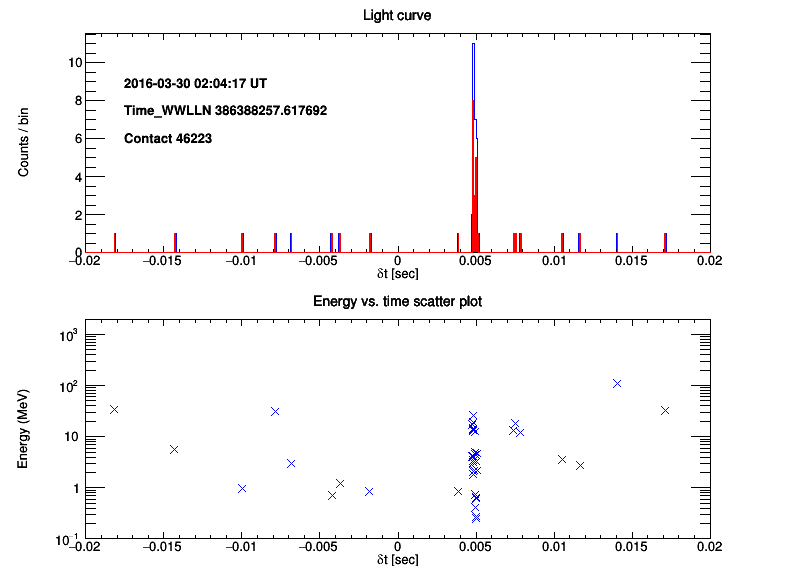 Light curve
Counts / bin
10
8
6
4
2
0
2016-03-30 02:04:17 UT
Time_WWLLN 386388257.617692
Contact 46223
−0.02 −0.015 −0.01 −0.005 0 0.005 0.01 0.015 0.02
δt [sec]
Energy vs. time scatter plot
Energy (MeV)
10³
10²
10
1
10⁻¹
−0.02 −0.015 −0.01 −0.005 0 0.005 0.01 0.015 0.02
δt [sec]